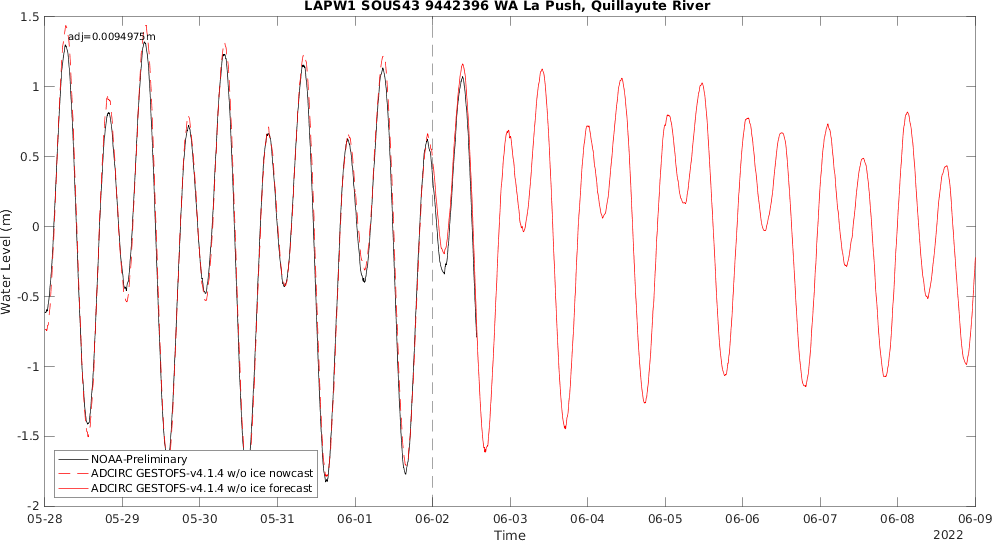 LAPW1 SOUS43 9442396 WA La Push, Quillayute River
adj=0.0094975m
Water Level (m)
1.5
1
0.5
0
-0.5
-1
-1.5
-2
NOAA-Preliminary
ADCIRC GESTOFS-v4.1.4 w/o ice nowcast
ADCIRC GESTOFS-v4.1.4 w/o ice forecast
05-28 05-29 05-30 05-31 06-01 06-02 06-03 06-04 06-05 06-06 06-07 06-08 06-09
Time
2022